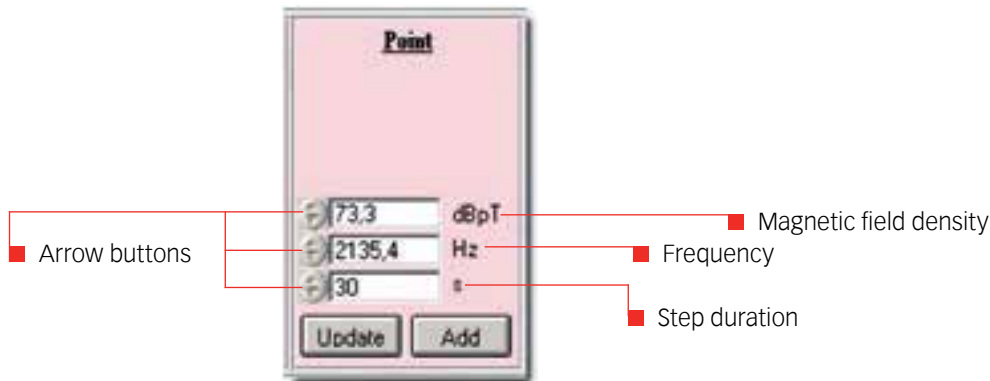 Point
73,3 dBpT
Magnetic field density
Arrow buttons
2135,4 Hz
Frequency
30 s
Step duration
Update Add